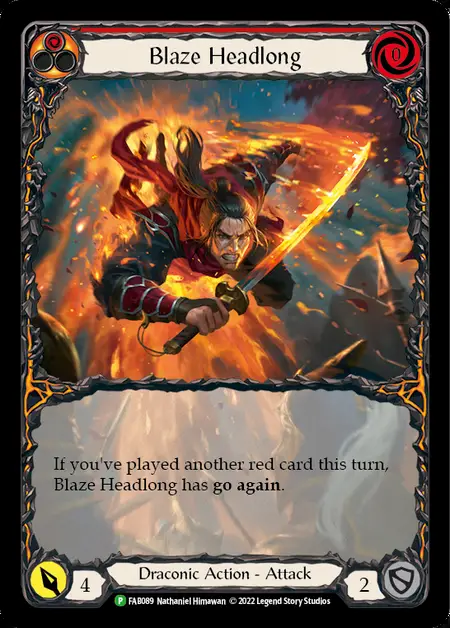 Blaze Headlong
0
If you've played another red card this turn,
Blaze Headlong has go again.
4
Draconic Action - Attack
2
P FAB089 Nathaniel Himawan © 2022 Legend Story Studios